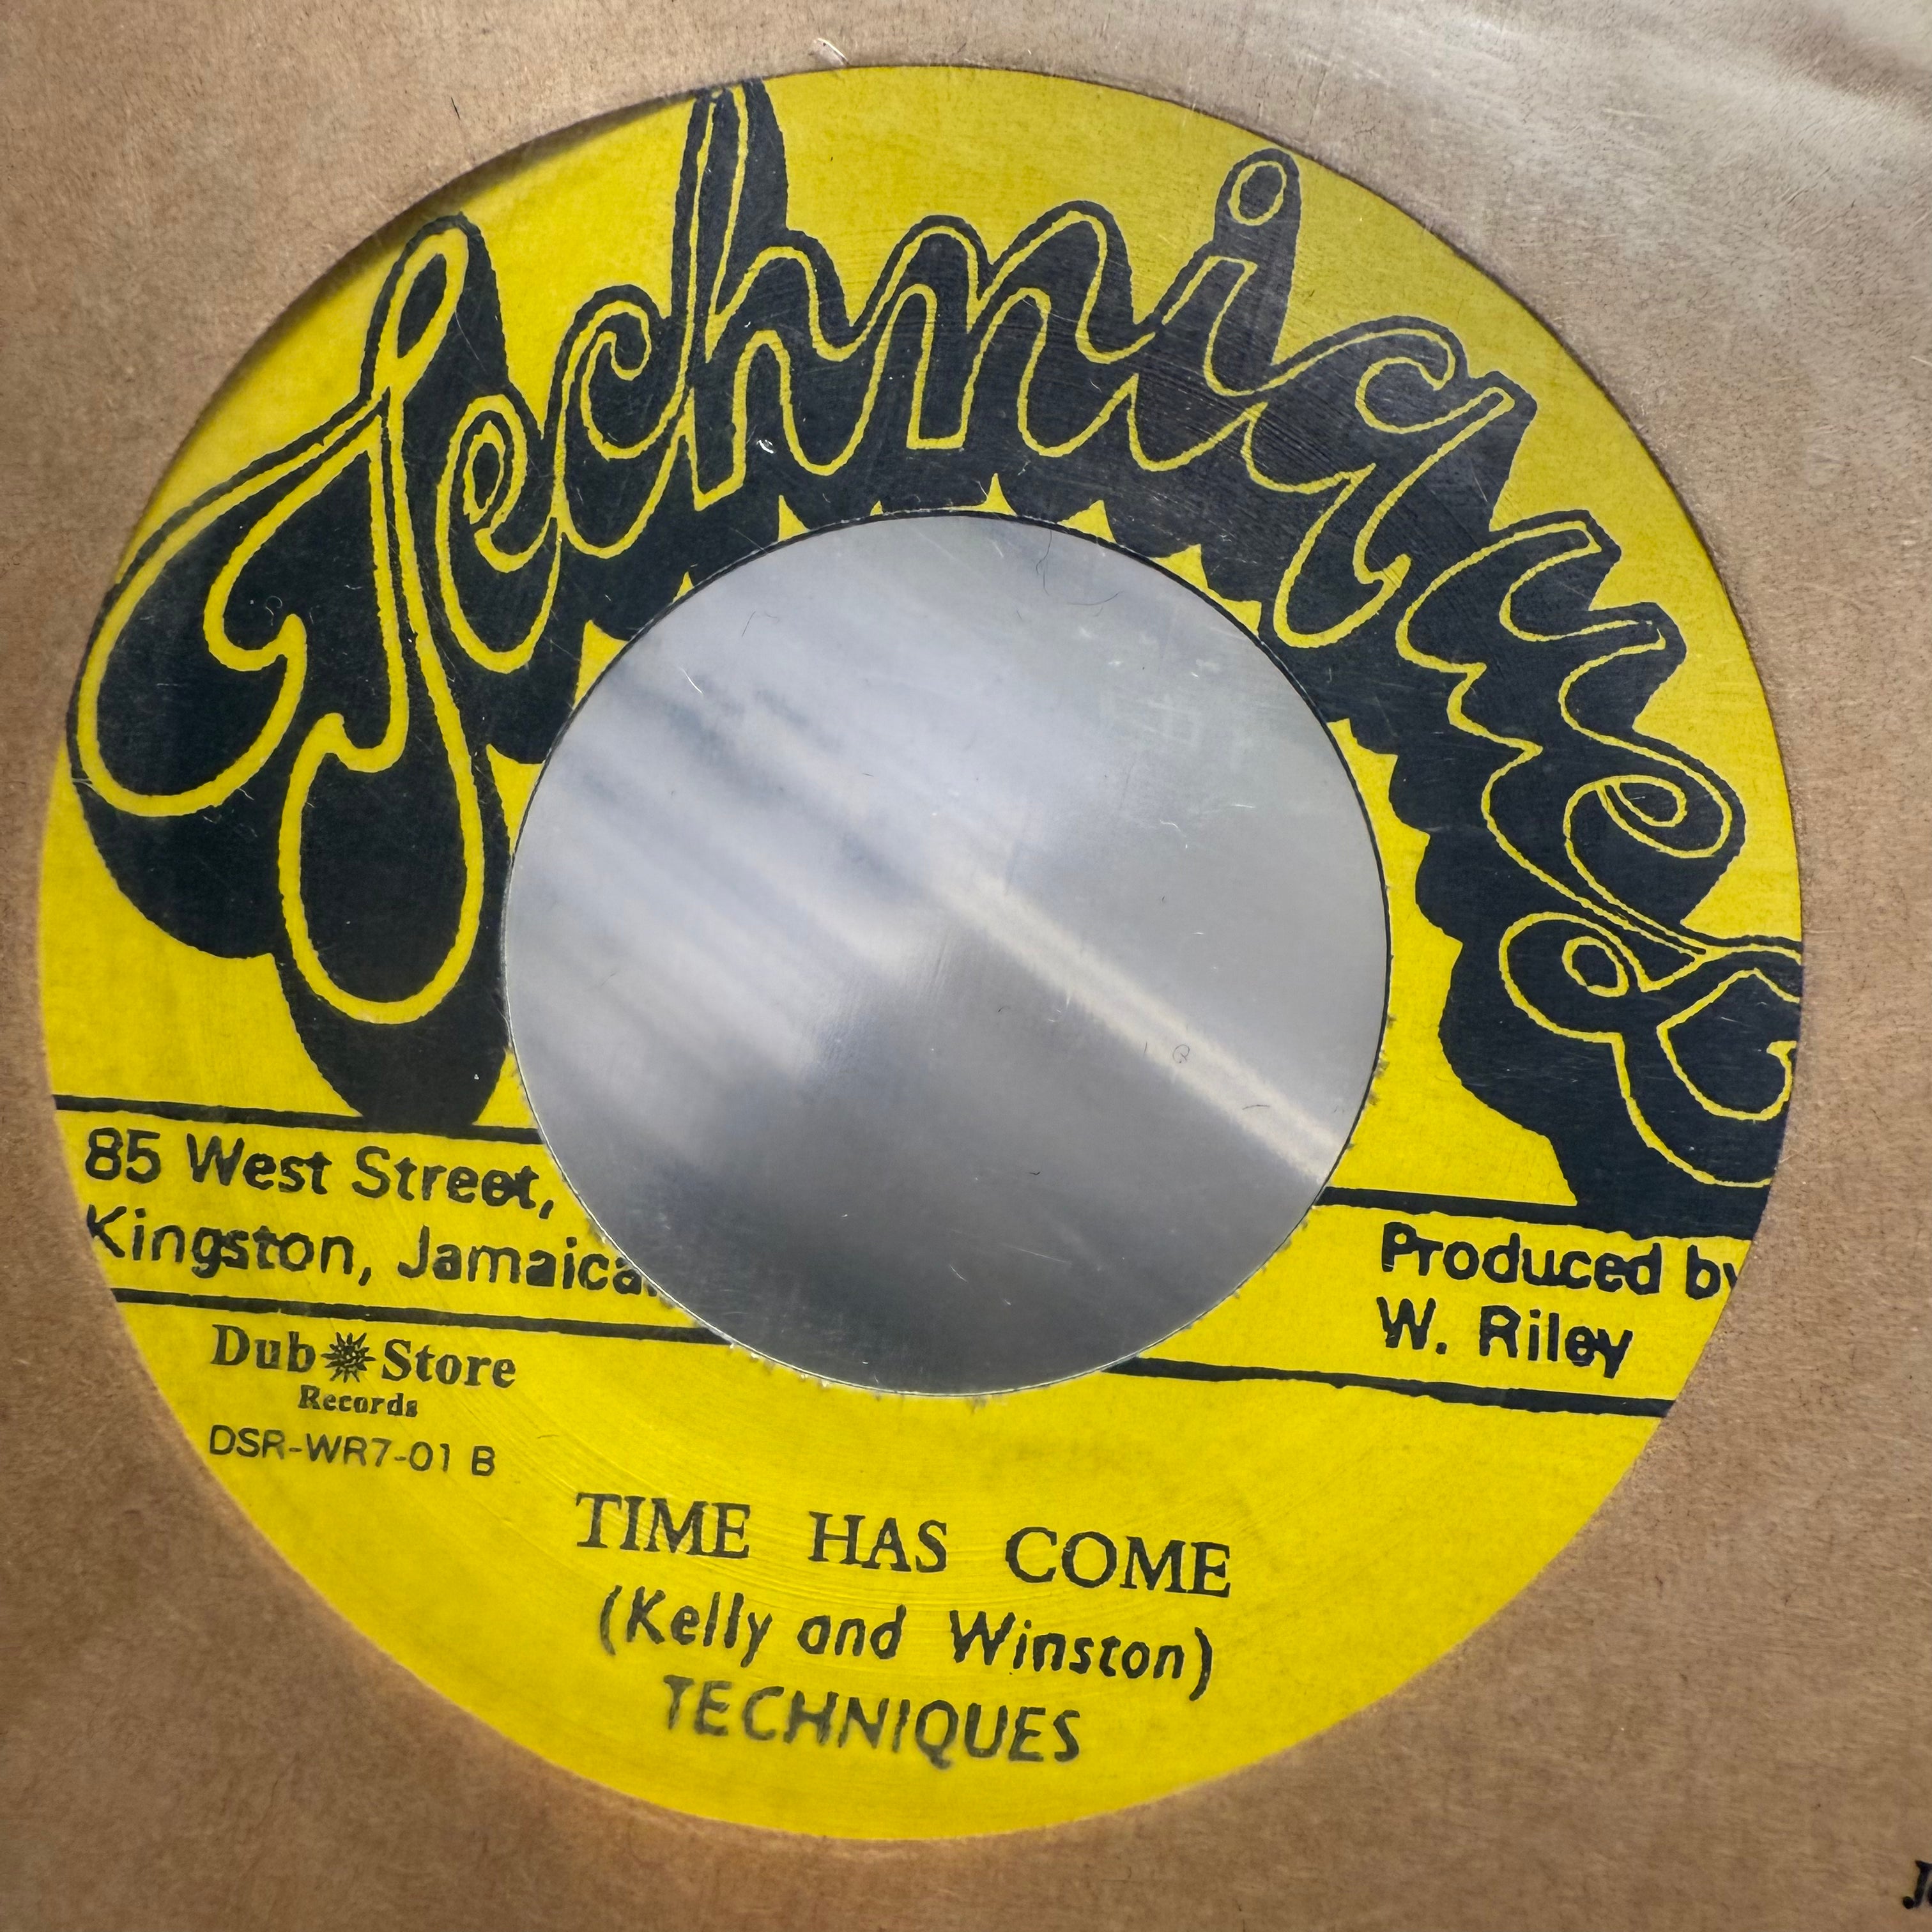 Techniques
85 West Street,
Kingston, Jamaica.
Produced by
W. Riley
Dub Store
Records
DSR-WR7-01 B
TIME HAS COME
(Kelly and Winston)
TECHNIQUES